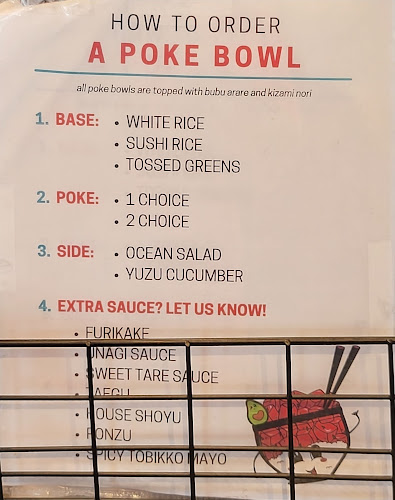 HOW TO ORDER
A POKE BOWL
all poke bowls are topped with bubu arare and kizami nori
1. BASE: • WHITE RICE
• SUSHI RICE
• TOSSED GREENS
2. POKE: • 1 CHOICE
• 2 CHOICE
3. SIDE: • OCEAN SALAD
• YUZU CUCUMBER
4. EXTRA SAUCE? LET US KNOW!
• FURIKAKE
• UNAGI SAUCE
• SWEET TARE SAUCE
• TAEGU
• HOUSE SHOYU
• PONZU
• SPICY TOBIKKO MAYO